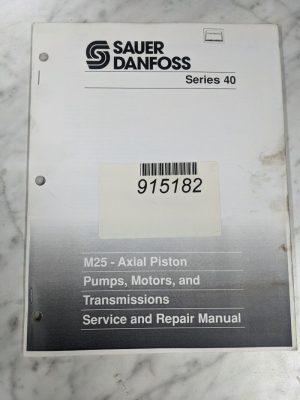 SAUER
DANFOSS
Series 40
915182
M25 - Axial Piston
Pumps, Motors, and
Transmissions
Service and Repair Manual